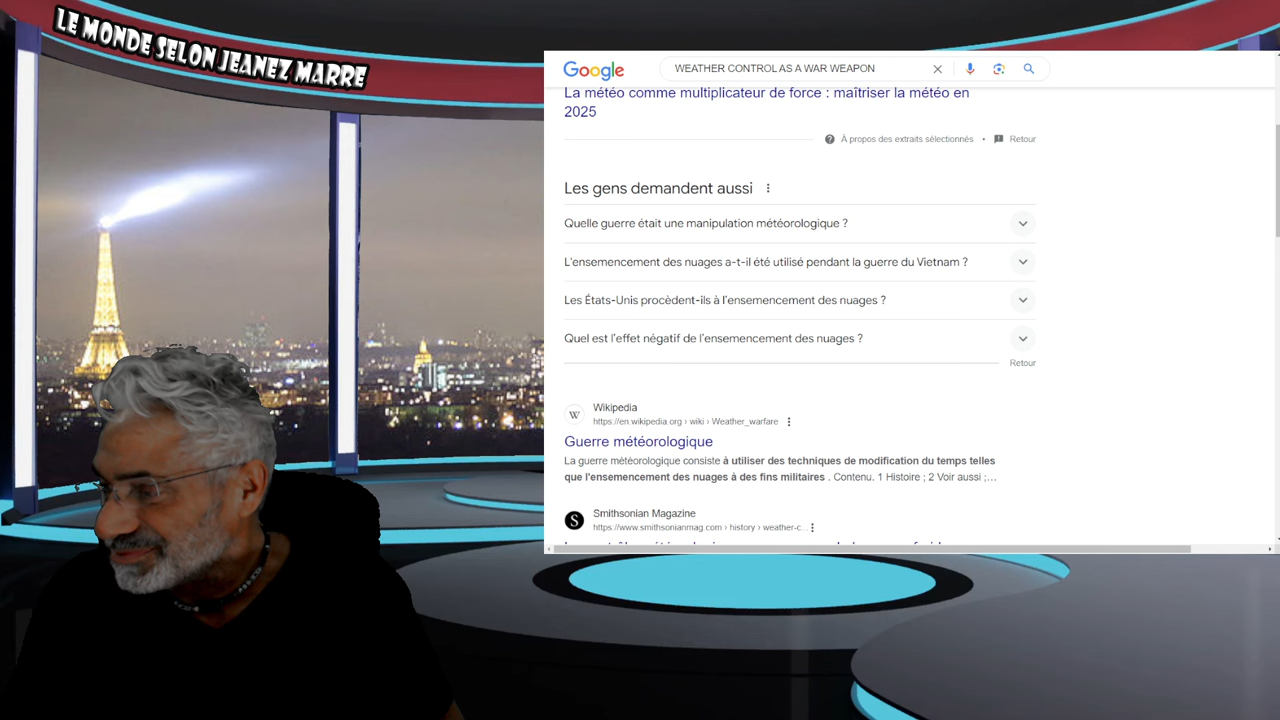 LE MONDE SELON JEANEZ MARRE
Google
WEATHER CONTROL AS A WAR WEAPON
La météo comme multiplicateur de force : maîtriser la météo en
2025
À propos des extraits sélectionnés • Retour
Les gens demandent aussi
Quelle guerre était une manipulation météorologique ?
L'ensemencement des nuages a-t-il été utilisé pendant la guerre du Vietnam ?
Les États-Unis procèdent-ils à l'ensemencement des nuages ?
Quel est l'effet négatif de l'ensemencement des nuages ?
Retour
W
Wikipedia
https://en.wikipedia.org › wiki › Weather_warfare
Guerre météorologique
La guerre météorologique consiste à utiliser des techniques de modification du temps telles
que l'ensemencement des nuages à des fins militaires . Contenu. 1 Histoire ; 2 Voir aussi ;...
S
Smithsonian Magazine
https://www.smithsonianmag.com › history › weather-c...